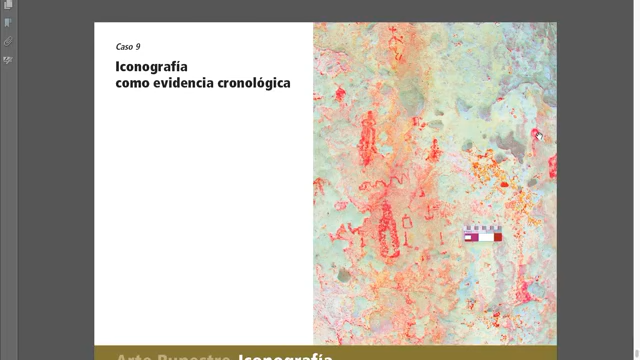 Caso 9
Iconografía
como evidencia cronológica
Arte Rupestre Iconografía